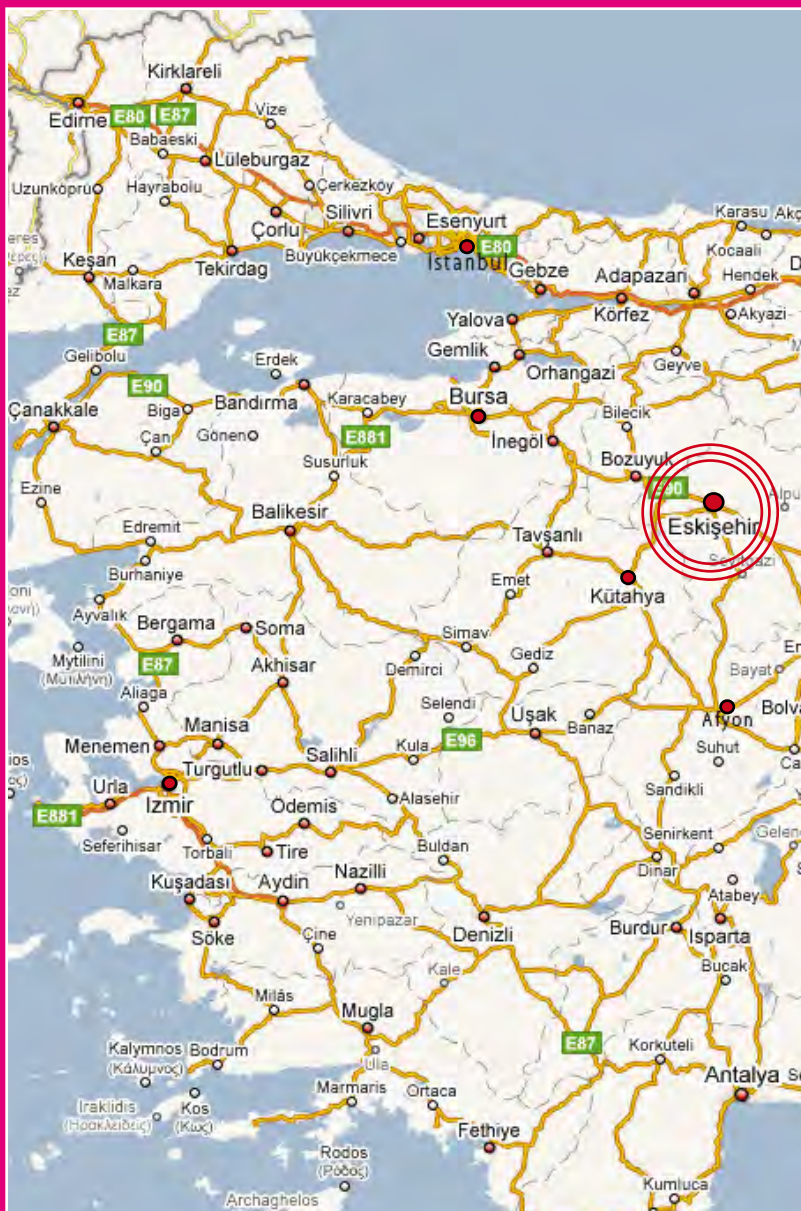 Kirklareli
Edirne
E80
E87
Vize
Babaeski
Lüleburgaz
Uzunköprü
Hayrabolu
Çerkezköy
Silivri
Esenyurt
Karasu
Çorlu
E80
Büyükçekmece
İstanbul
Kocaali
Keşan
Tekirdag
Gebze
Adapazari
Hendek
Malkara
Körfez
Akyazi
E87
Yalova
Gelibolu
Erdek
Gemlik
Orhangazi
Geyve
E90
Karacabey
Bursa
Çanakkale
Biga
Bandırma
Bilecik
E881
Gönen
İnegöl
Çan
Susurluk
Bozuyuk
E90
Ezine
Balikesir
Eskişehir
Edremit
Tavşanlı
Burhaniye
Emet
Kütahya
Ayvalık
Bergama
Soma
Simav
Mytilini
(Μυτιλήνη)
E87
Akhisar
Demirci
Gediz
Bayat
Aliaga
Selendi
Uşak
Banaz
Afyon
Menemen
Manisa
Kula
E96
Suhut
Turgutlu
Salihli
Urla
Izmir
Alasehir
Sandikli
E881
Ödemis
Seferihisar
Torbali
Tire
Buldan
Senirkent
Dinar
Kuşadası
Aydin
Nazilli
Atabey
Yenipazar
Söke
Çine
Denizli
Burdur
Isparta
Kale
Bucak
Milâs
Mugla
E87
Kalymnos
(Κάλυμνος)
Bodrum
Ula
Korkuteli
Antalya
Iraklidis
(Ηρακλειδείς)
Kos
(Κως)
Marmaris
Ortaca
Fethiye
Rodos
(Ρόδος)
Archaghelos
Kumluca